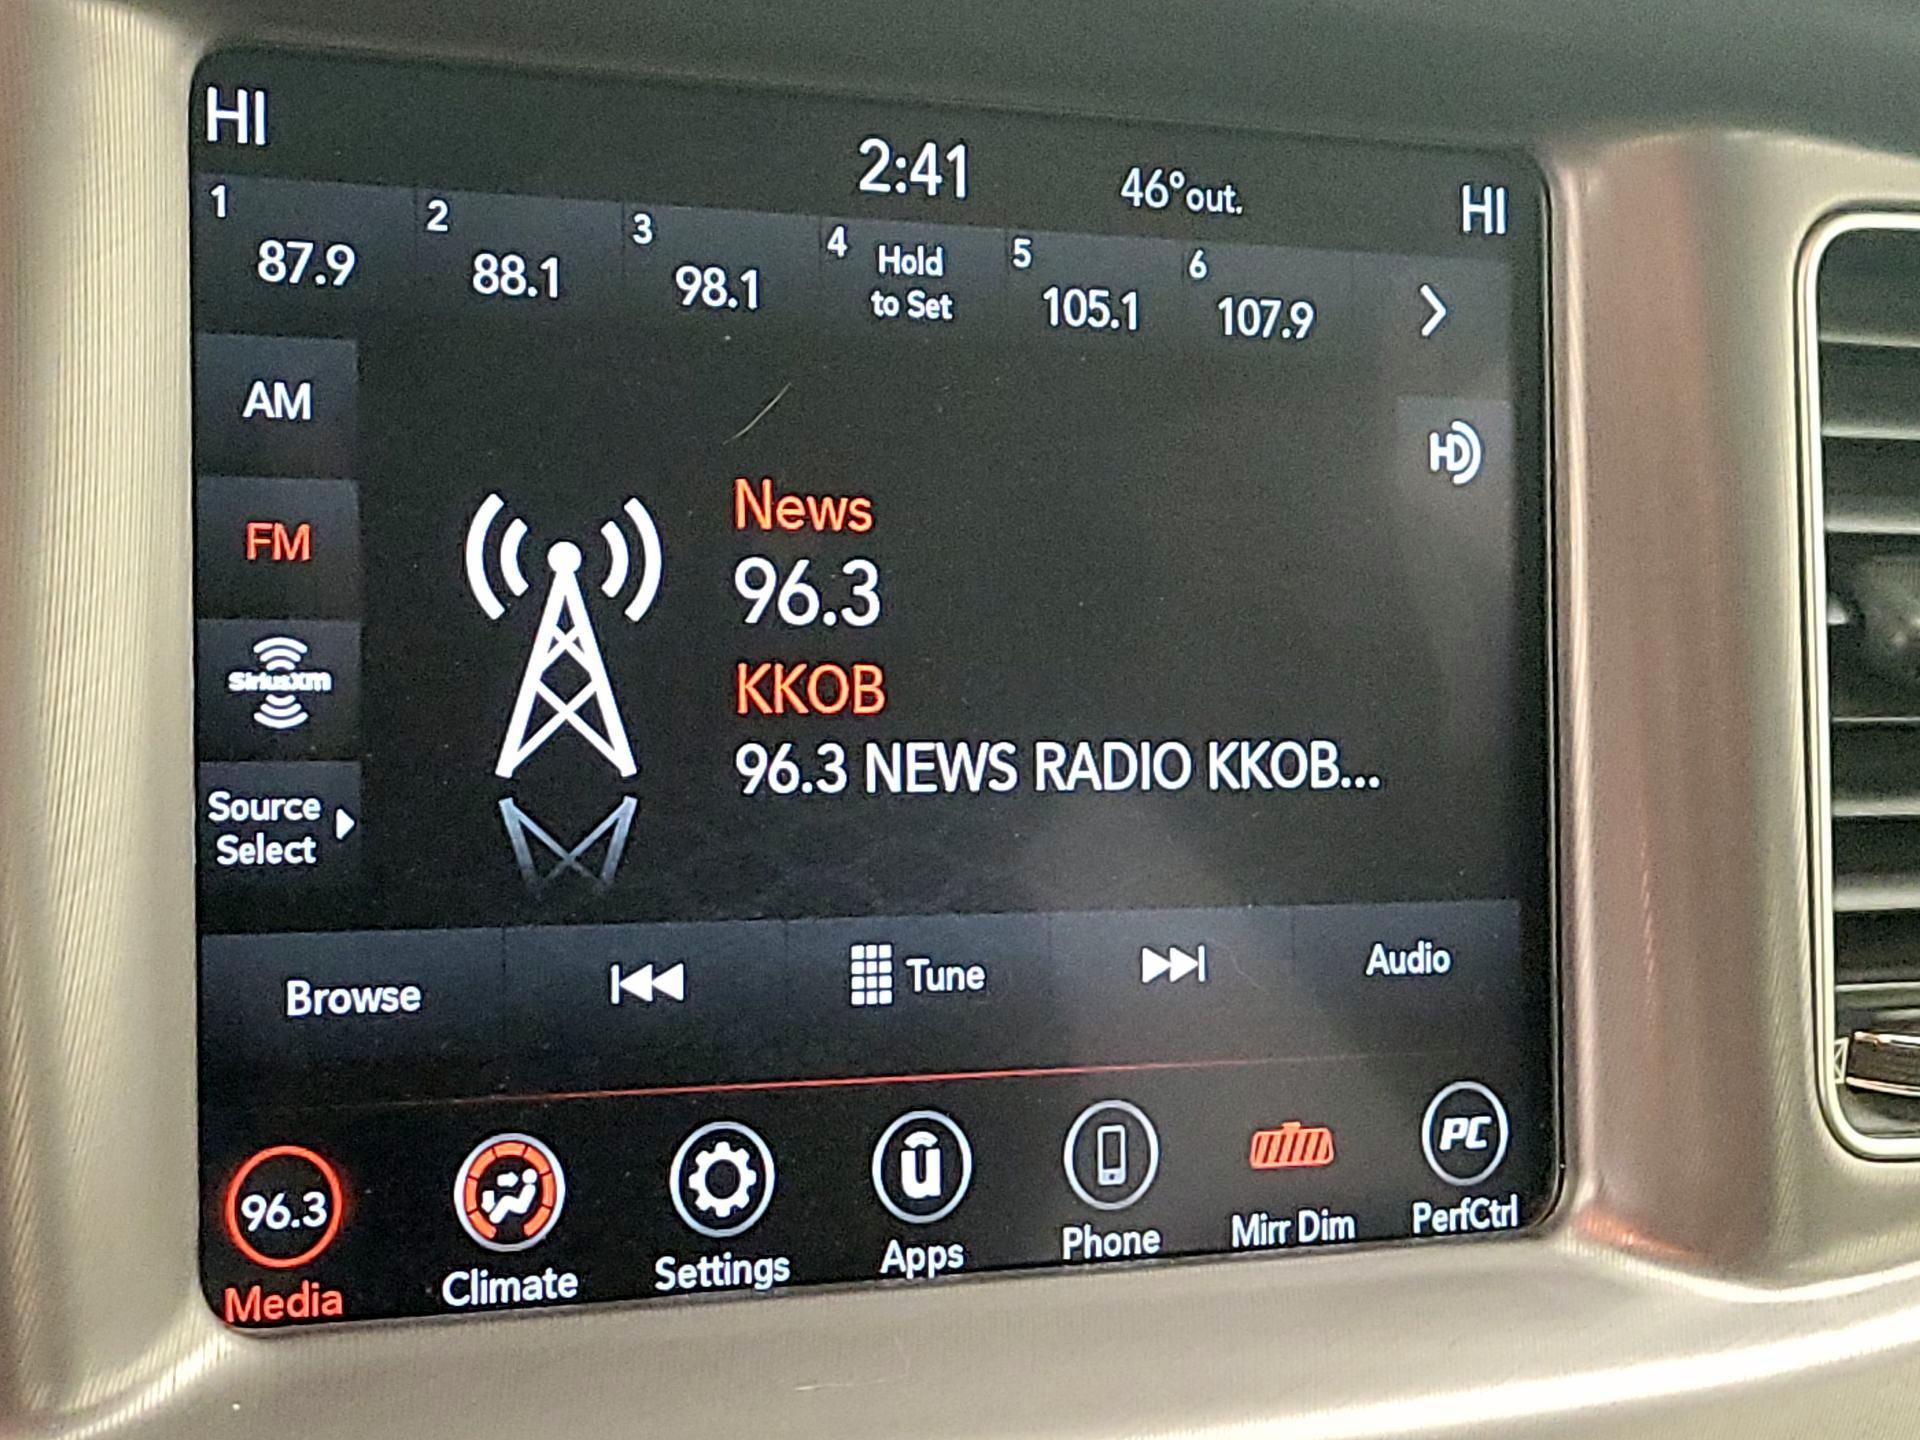 HI
2:41
46°out.
HI
1
87.9
2
88.1
3
98.1
4
Hold
to Set
5
105.1
6
107.9
AM
HD
FM
News
96.3
SiriusXM
KKOB
96.3 NEWS RADIO KKOB...
Source
Select
Browse
Tune
Audio
96.3
Media
Climate
Settings
u
Apps
Phone
Mirr Dim
PC
PerfCtrl